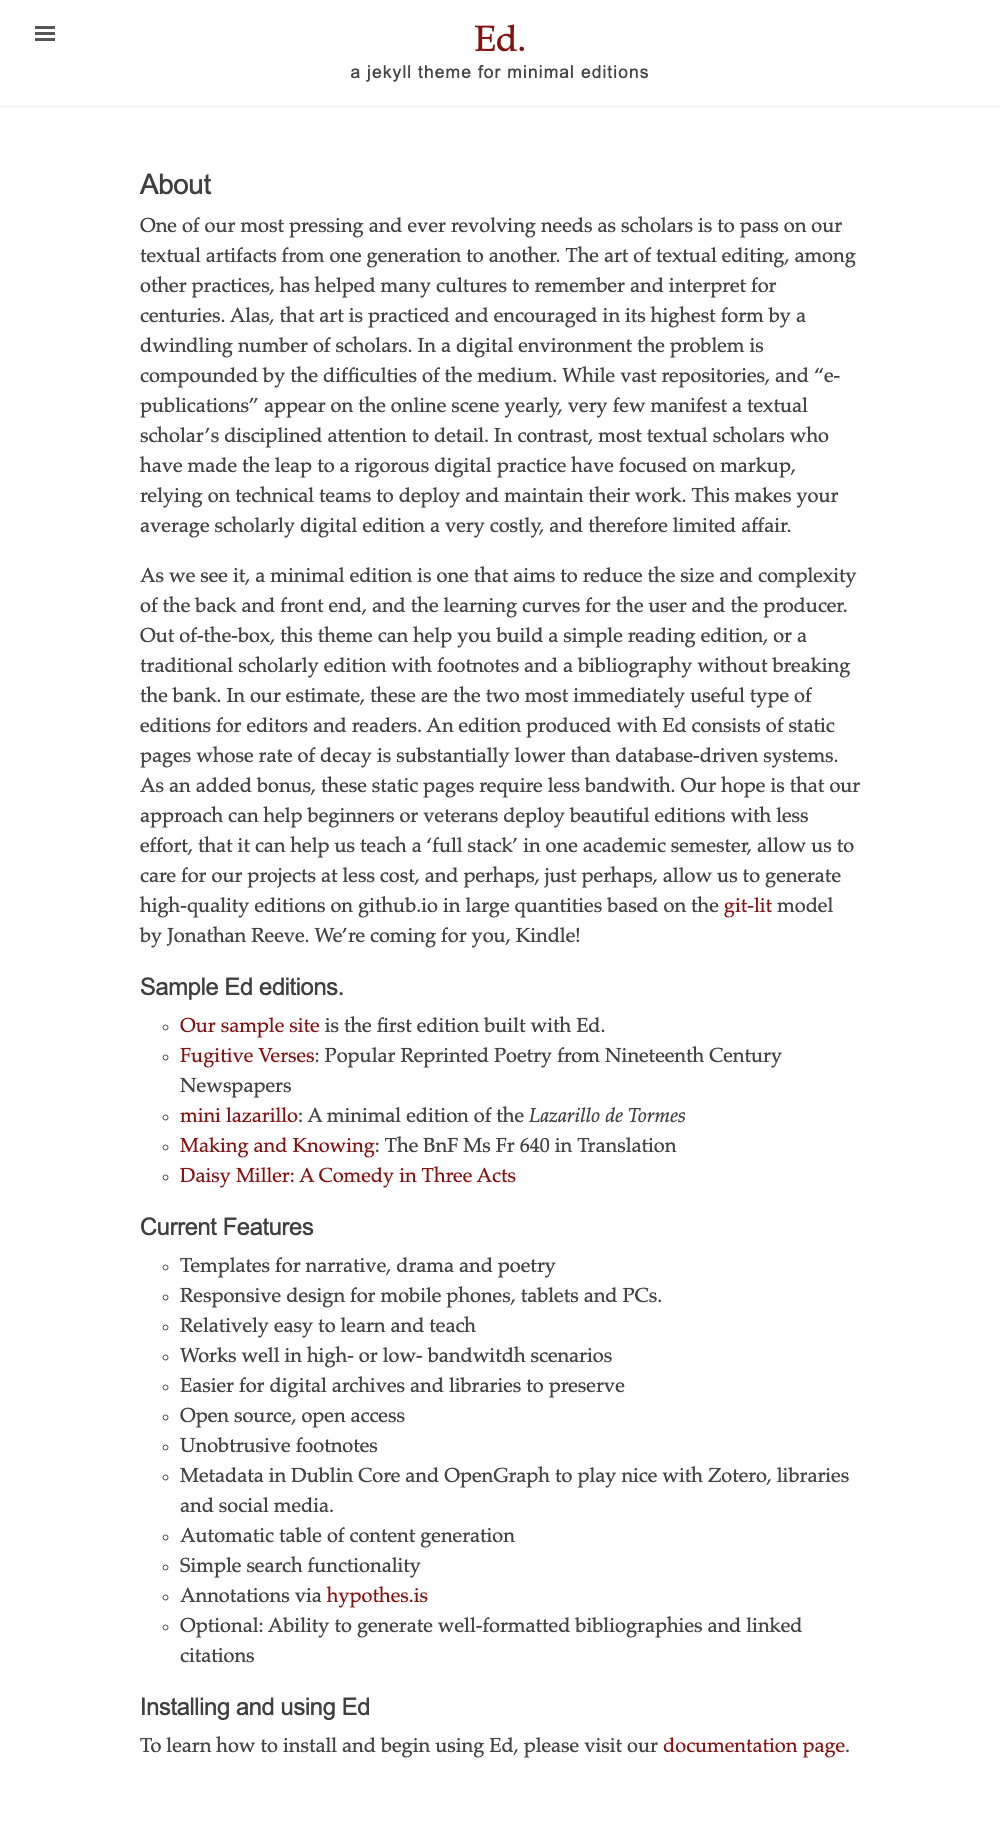 Ed.
a jekyll theme for minimal editions
About
One of our most pressing and ever revolving needs as scholars is to pass on our
textual artifacts from one generation to another. The art of textual editing, among
other practices, has helped many cultures to remember and interpret for
centuries. Alas, that art is practiced and encouraged in its highest form by a
dwindling number of scholars. In a digital environment the problem is
compounded by the difficulties of the medium. While vast repositories, and “e-
publications” appear on the online scene yearly, very few manifest a textual
scholar’s disciplined attention to detail. In contrast, most textual scholars who
have made the leap to a rigorous digital practice have focused on markup,
relying on technical teams to deploy and maintain their work. This makes your
average scholarly digital edition a very costly, and therefore limited affair.
As we see it, a minimal edition is one that aims to reduce the size and complexity
of the back and front end, and the learning curves for the user and the producer.
Out of-the-box, this theme can help you build a simple reading edition, or a
traditional scholarly edition with footnotes and a bibliography without breaking
the bank. In our estimate, these are the two most immediately useful type of
editions for editors and readers. An edition produced with Ed consists of static
pages whose rate of decay is substantially lower than database-driven systems.
As an added bonus, these static pages require less bandwith. Our hope is that our
approach can help beginners or veterans deploy beautiful editions with less
effort, that it can help us teach a ‘full stack’ in one academic semester, allow us to
care for our projects at less cost, and perhaps, just perhaps, allow us to generate
high-quality editions on github.io in large quantities based on the git-lit model
by Jonathan Reeve. We’re coming for you, Kindle!
Sample Ed editions.
◦ Our sample site is the first edition built with Ed.
◦ Fugitive Verses: Popular Reprinted Poetry from Nineteenth Century
Newspapers
◦ mini lazarillo: A minimal edition of the Lazarillo de Tormes
◦ Making and Knowing: The BnF Ms Fr 640 in Translation
◦ Daisy Miller: A Comedy in Three Acts
Current Features
◦ Templates for narrative, drama and poetry
◦ Responsive design for mobile phones, tablets and PCs.
◦ Relatively easy to learn and teach
◦ Works well in high- or low- bandwitdh scenarios
◦ Easier for digital archives and libraries to preserve
◦ Open source, open access
◦ Unobtrusive footnotes
◦ Metadata in Dublin Core and OpenGraph to play nice with Zotero, libraries
and social media.
◦ Automatic table of content generation
◦ Simple search functionality
◦ Annotations via hypothes.is
◦ Optional: Ability to generate well-formatted bibliographies and linked
citations
Installing and using Ed
To learn how to install and begin using Ed, please visit our documentation page.